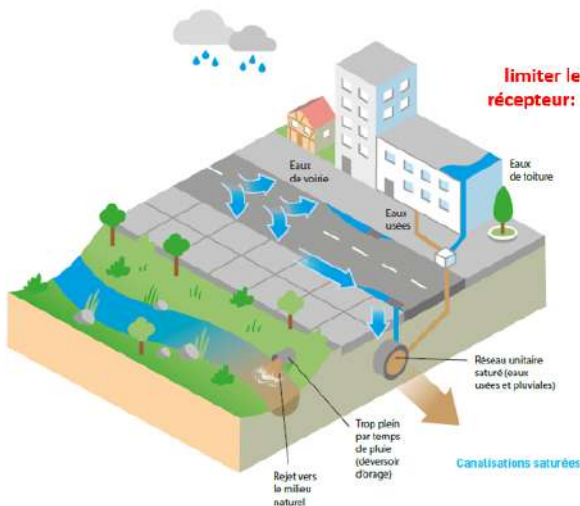 limiter le
récepteur:
Eaux
de voirie
Eaux
de toiture
Eaux
usées
Réseau unitaire
saturé (eaux
usées et pluviales)
Trop plein
par temps
de pluie
(déversoir
d'orage)
Canalisations saturées
Rejet vers
le milieu
naturel